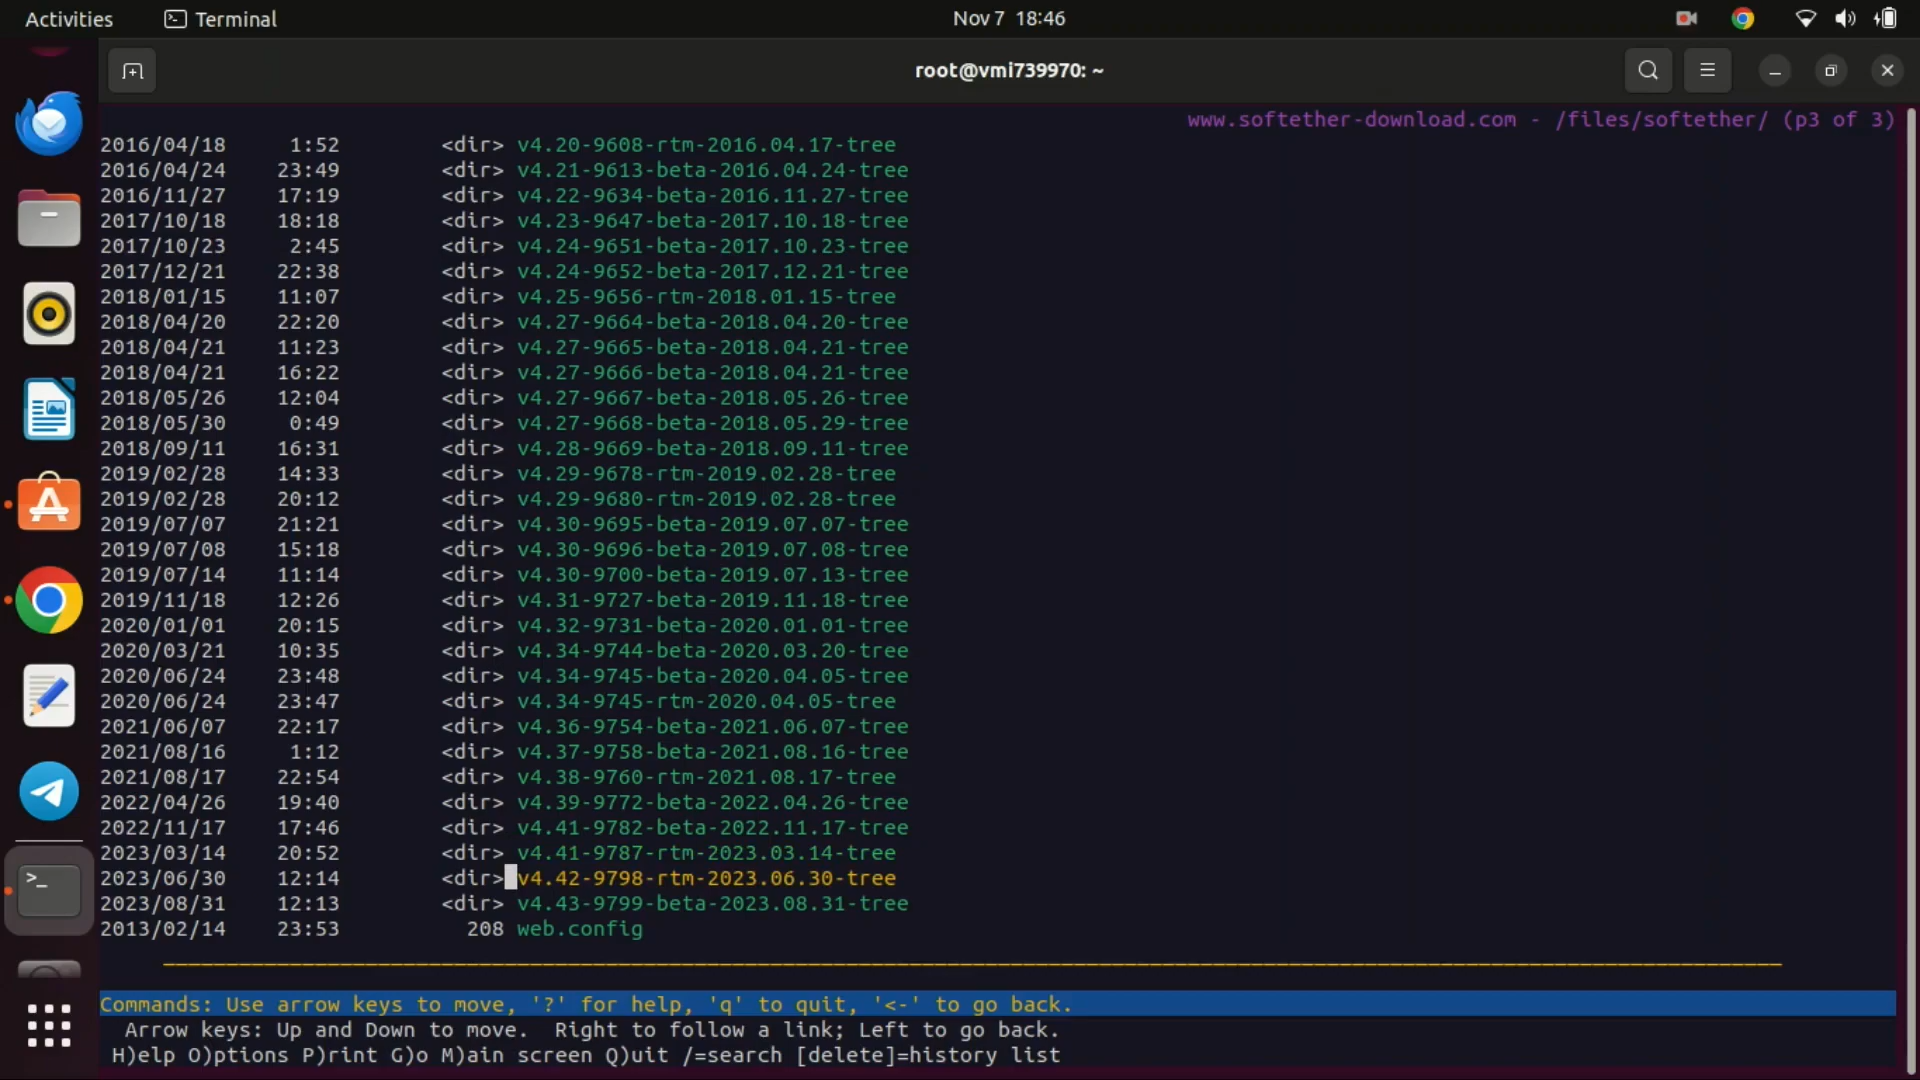 Activities Terminal Nov 7 18:46
root@vmi739970: ~
www.softether-download.com - /files/softether/ (p3 of 3)
2016/04/18 1:52 <dir> v4.20-9608-rtm-2016.04.17-tree
2016/04/24 23:49 <dir> v4.21-9613-beta-2016.04.24-tree
2016/11/27 17:19 <dir> v4.22-9634-beta-2016.11.27-tree
2017/10/18 18:18 <dir> v4.23-9647-beta-2017.10.18-tree
2017/10/23 2:45 <dir> v4.24-9651-beta-2017.10.23-tree
2017/12/21 22:38 <dir> v4.24-9652-beta-2017.12.21-tree
2018/01/15 11:07 <dir> v4.25-9656-rtm-2018.01.15-tree
2018/04/20 22:20 <dir> v4.27-9664-beta-2018.04.20-tree
2018/04/21 11:23 <dir> v4.27-9665-beta-2018.04.21-tree
2018/04/21 16:22 <dir> v4.27-9666-beta-2018.04.21-tree
2018/05/26 12:04 <dir> v4.27-9667-beta-2018.05.26-tree
2018/05/30 0:49 <dir> v4.27-9668-beta-2018.05.29-tree
2018/09/11 16:31 <dir> v4.28-9669-beta-2018.09.11-tree
2019/02/28 14:33 <dir> v4.29-9678-rtm-2019.02.28-tree
2019/02/28 20:12 <dir> v4.29-9680-rtm-2019.02.28-tree
2019/07/07 21:21 <dir> v4.30-9695-beta-2019.07.07-tree
2019/07/08 15:18 <dir> v4.30-9696-beta-2019.07.08-tree
2019/07/14 11:14 <dir> v4.30-9700-beta-2019.07.13-tree
2019/11/18 12:26 <dir> v4.31-9727-beta-2019.11.18-tree
2020/01/01 20:15 <dir> v4.32-9731-beta-2020.01.01-tree
2020/03/21 10:35 <dir> v4.34-9744-beta-2020.03.20-tree
2020/06/24 23:48 <dir> v4.34-9745-beta-2020.04.05-tree
2020/06/24 23:47 <dir> v4.34-9745-rtm-2020.04.05-tree
2021/06/07 22:17 <dir> v4.36-9754-beta-2021.06.07-tree
2021/08/16 1:12 <dir> v4.37-9758-beta-2021.08.16-tree
2021/08/17 22:54 <dir> v4.38-9760-rtm-2021.08.17-tree
2022/04/26 19:40 <dir> v4.39-9772-beta-2022.04.26-tree
2022/11/17 17:46 <dir> v4.41-9782-beta-2022.11.17-tree
2023/03/14 20:52 <dir> v4.41-9787-rtm-2023.03.14-tree
2023/06/30 12:14 <dir> v4.42-9798-rtm-2023.06.30-tree
2023/08/31 12:13 <dir> v4.43-9799-beta-2023.08.31-tree
2013/02/14 23:53 208 web.config
Commands: Use arrow keys to move, '?' for help, 'q' to quit, '<-' to go back.
Arrow keys: Up and Down to move. Right to follow a link; Left to go back.
H)elp O)ptions P)rint G)o M)ain screen Q)uit /=search [delete]=history list